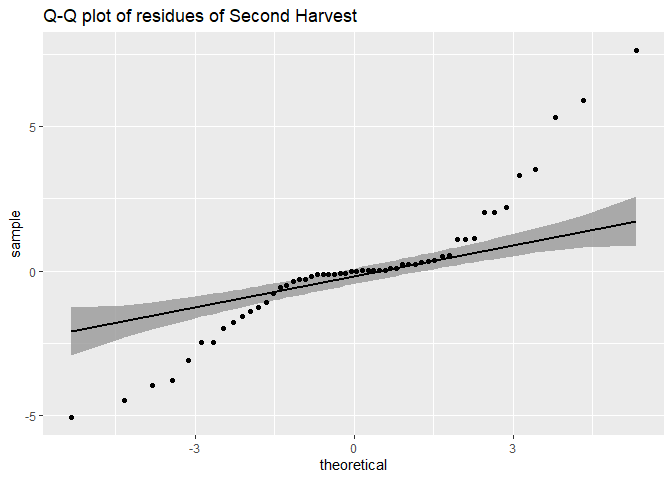 Q-Q plot of residues of Second Harvest
sample
5
0
-5
-3
0
3
theoretical